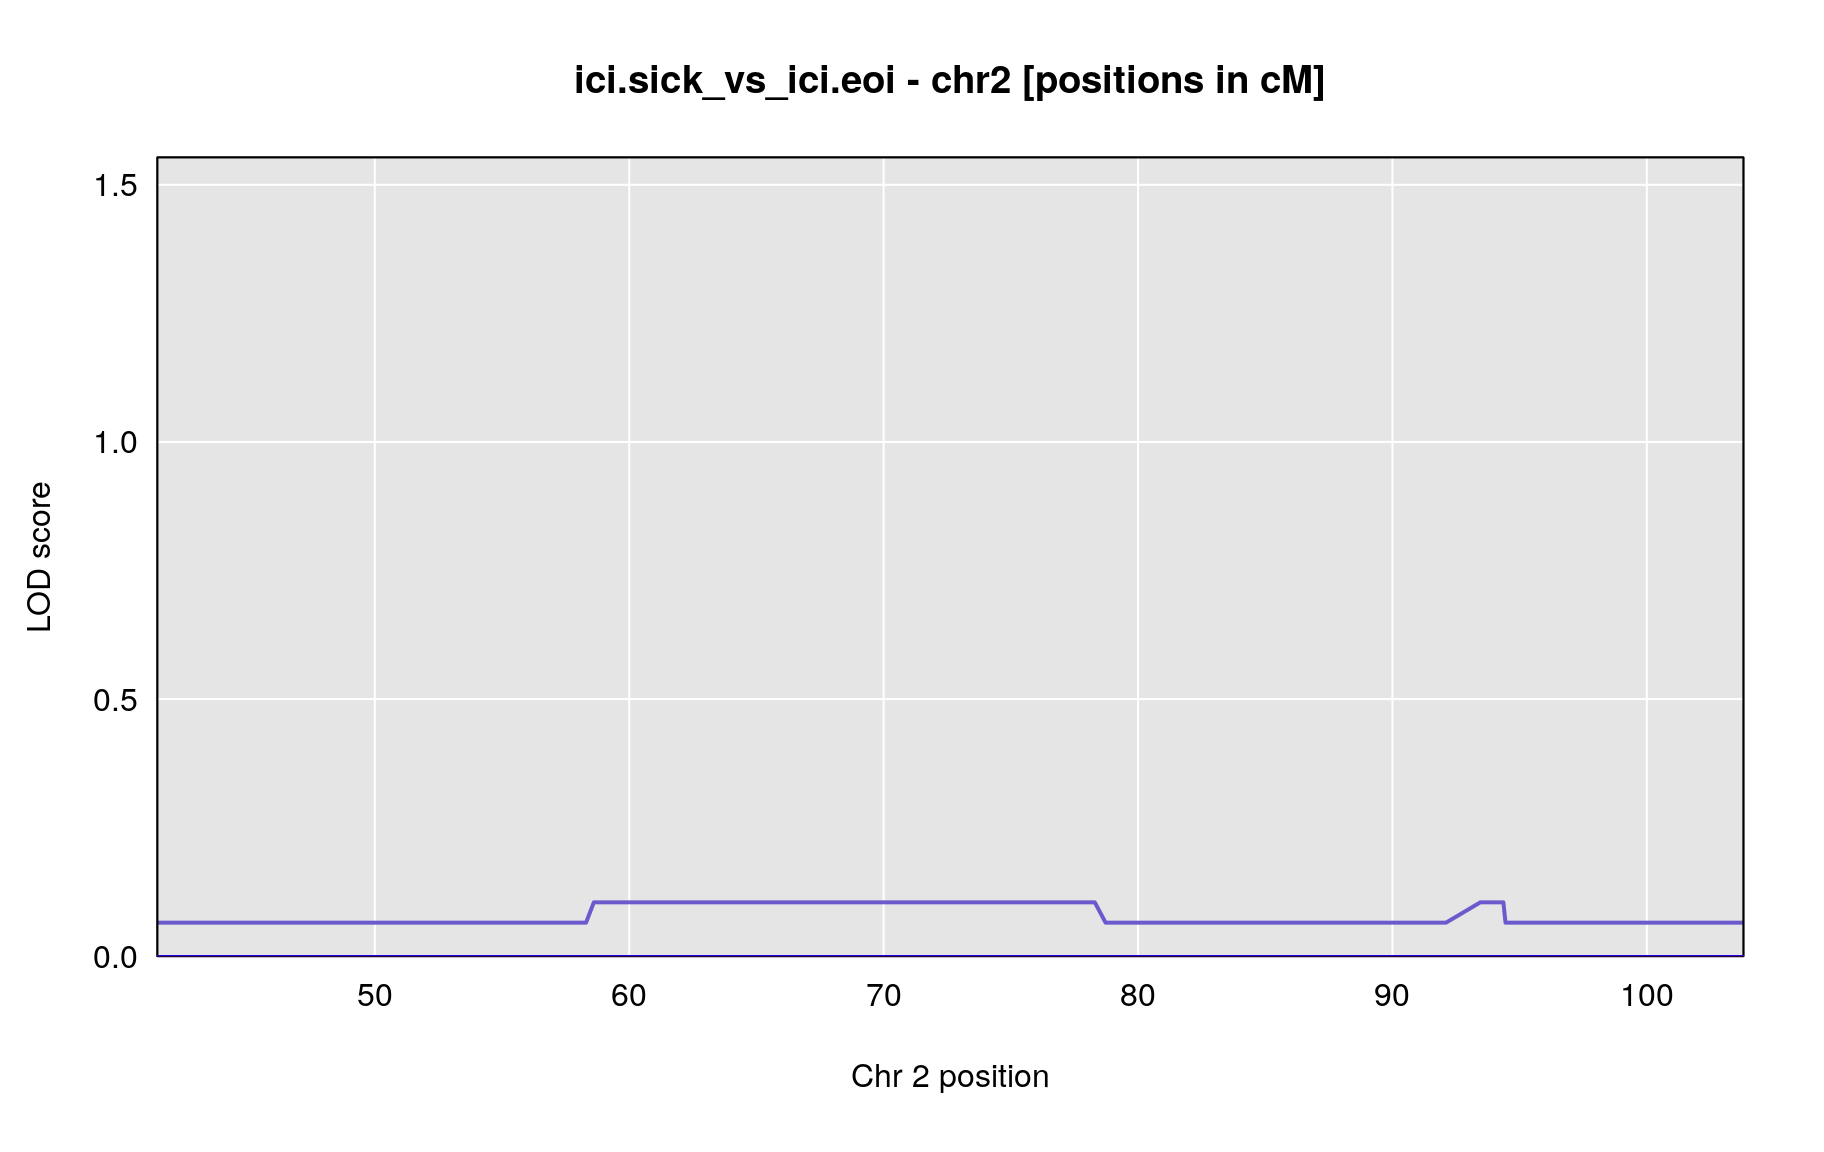 ici.sick_vs_ici.eoi - chr2 [positions in cM]
1.5
1.0
0.5
0.0
LOD score
50 60 70 80 90 100
Chr 2 position